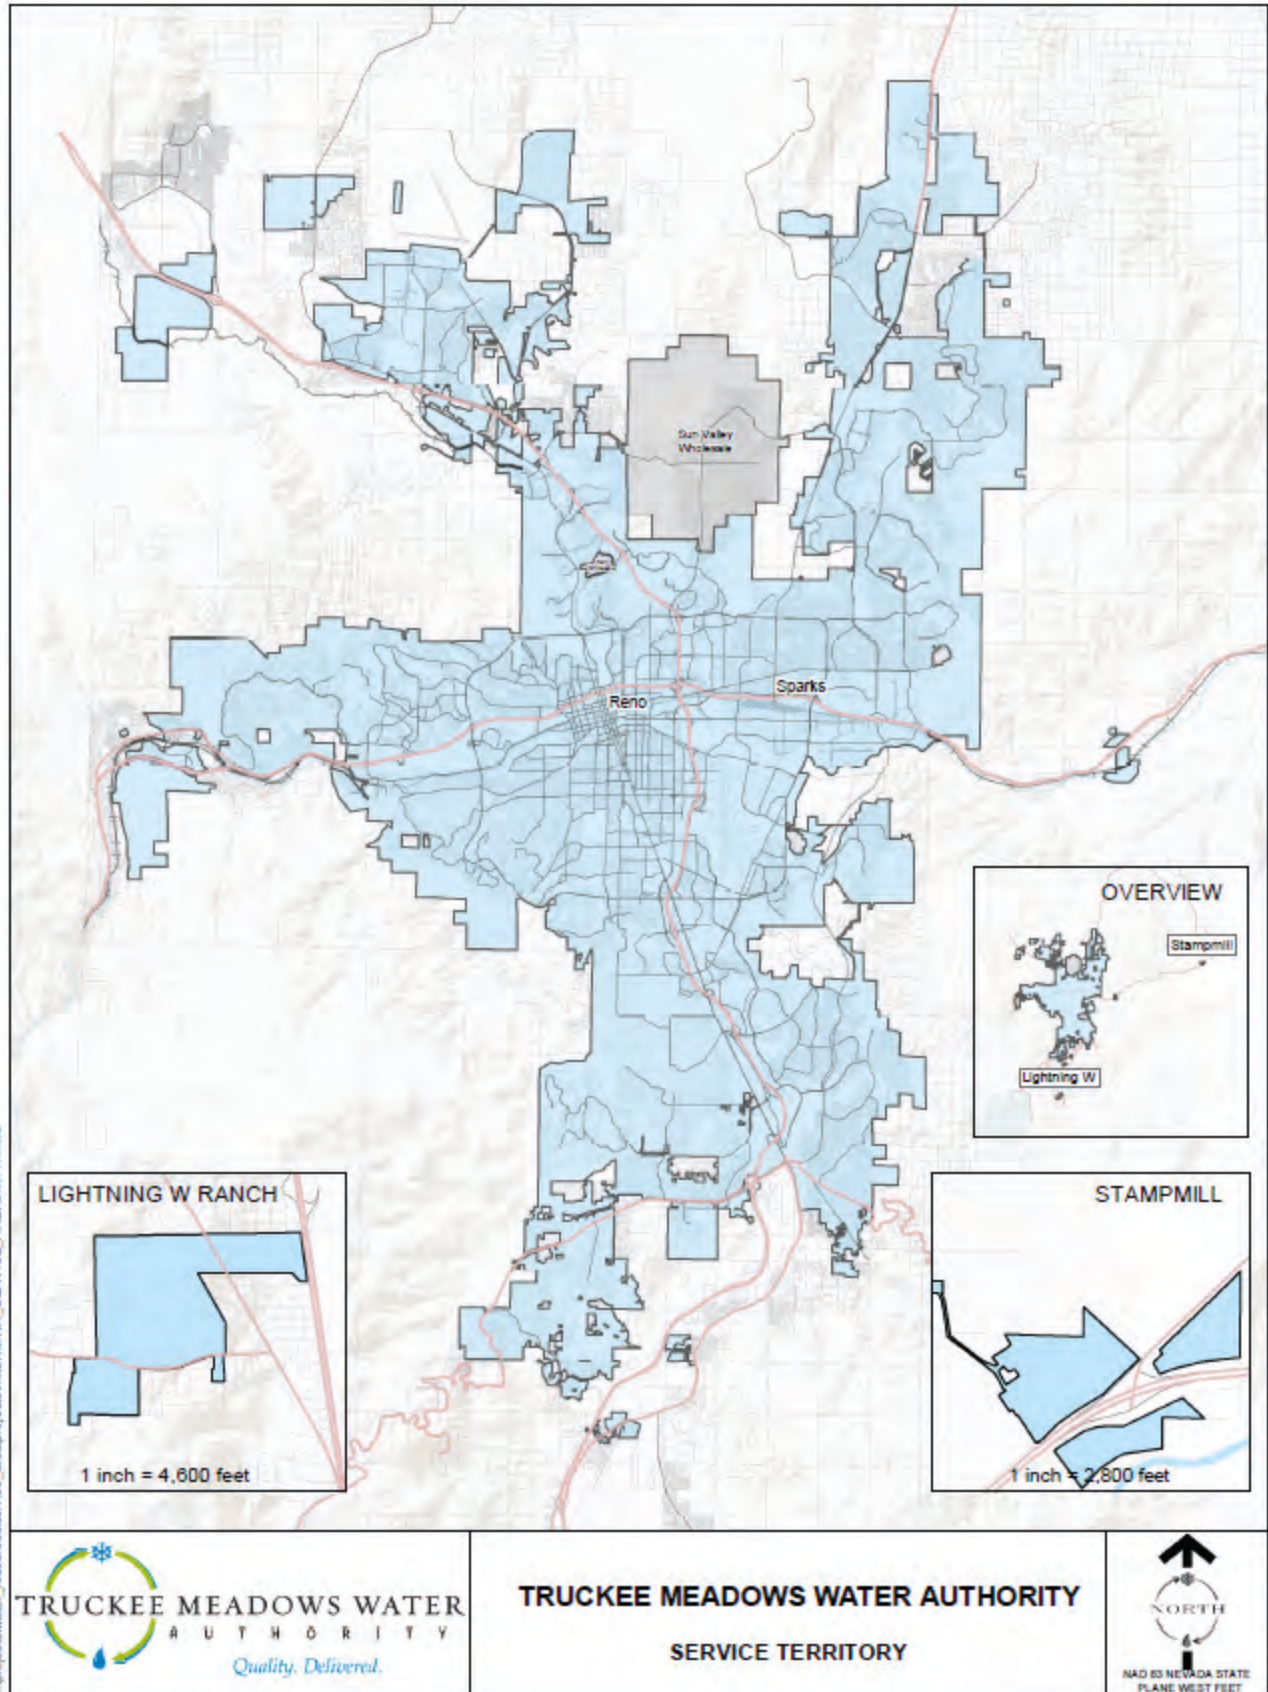 Sun Valley
Wholesale
Reno
Sparks
OVERVIEW
Stampmill
Lightning W
LIGHTNING W RANCH
1 inch = 4,600 feet
STAMPMILL
1 inch = 2,800 feet
TRUCKEE MEADOWS WATER
AUTHORITY
Quality. Delivered.
TRUCKEE MEADOWS WATER AUTHORITY
SERVICE TERRITORY
NORTH
NAD 83 NEVADA STATE
PLANE WEST FEET